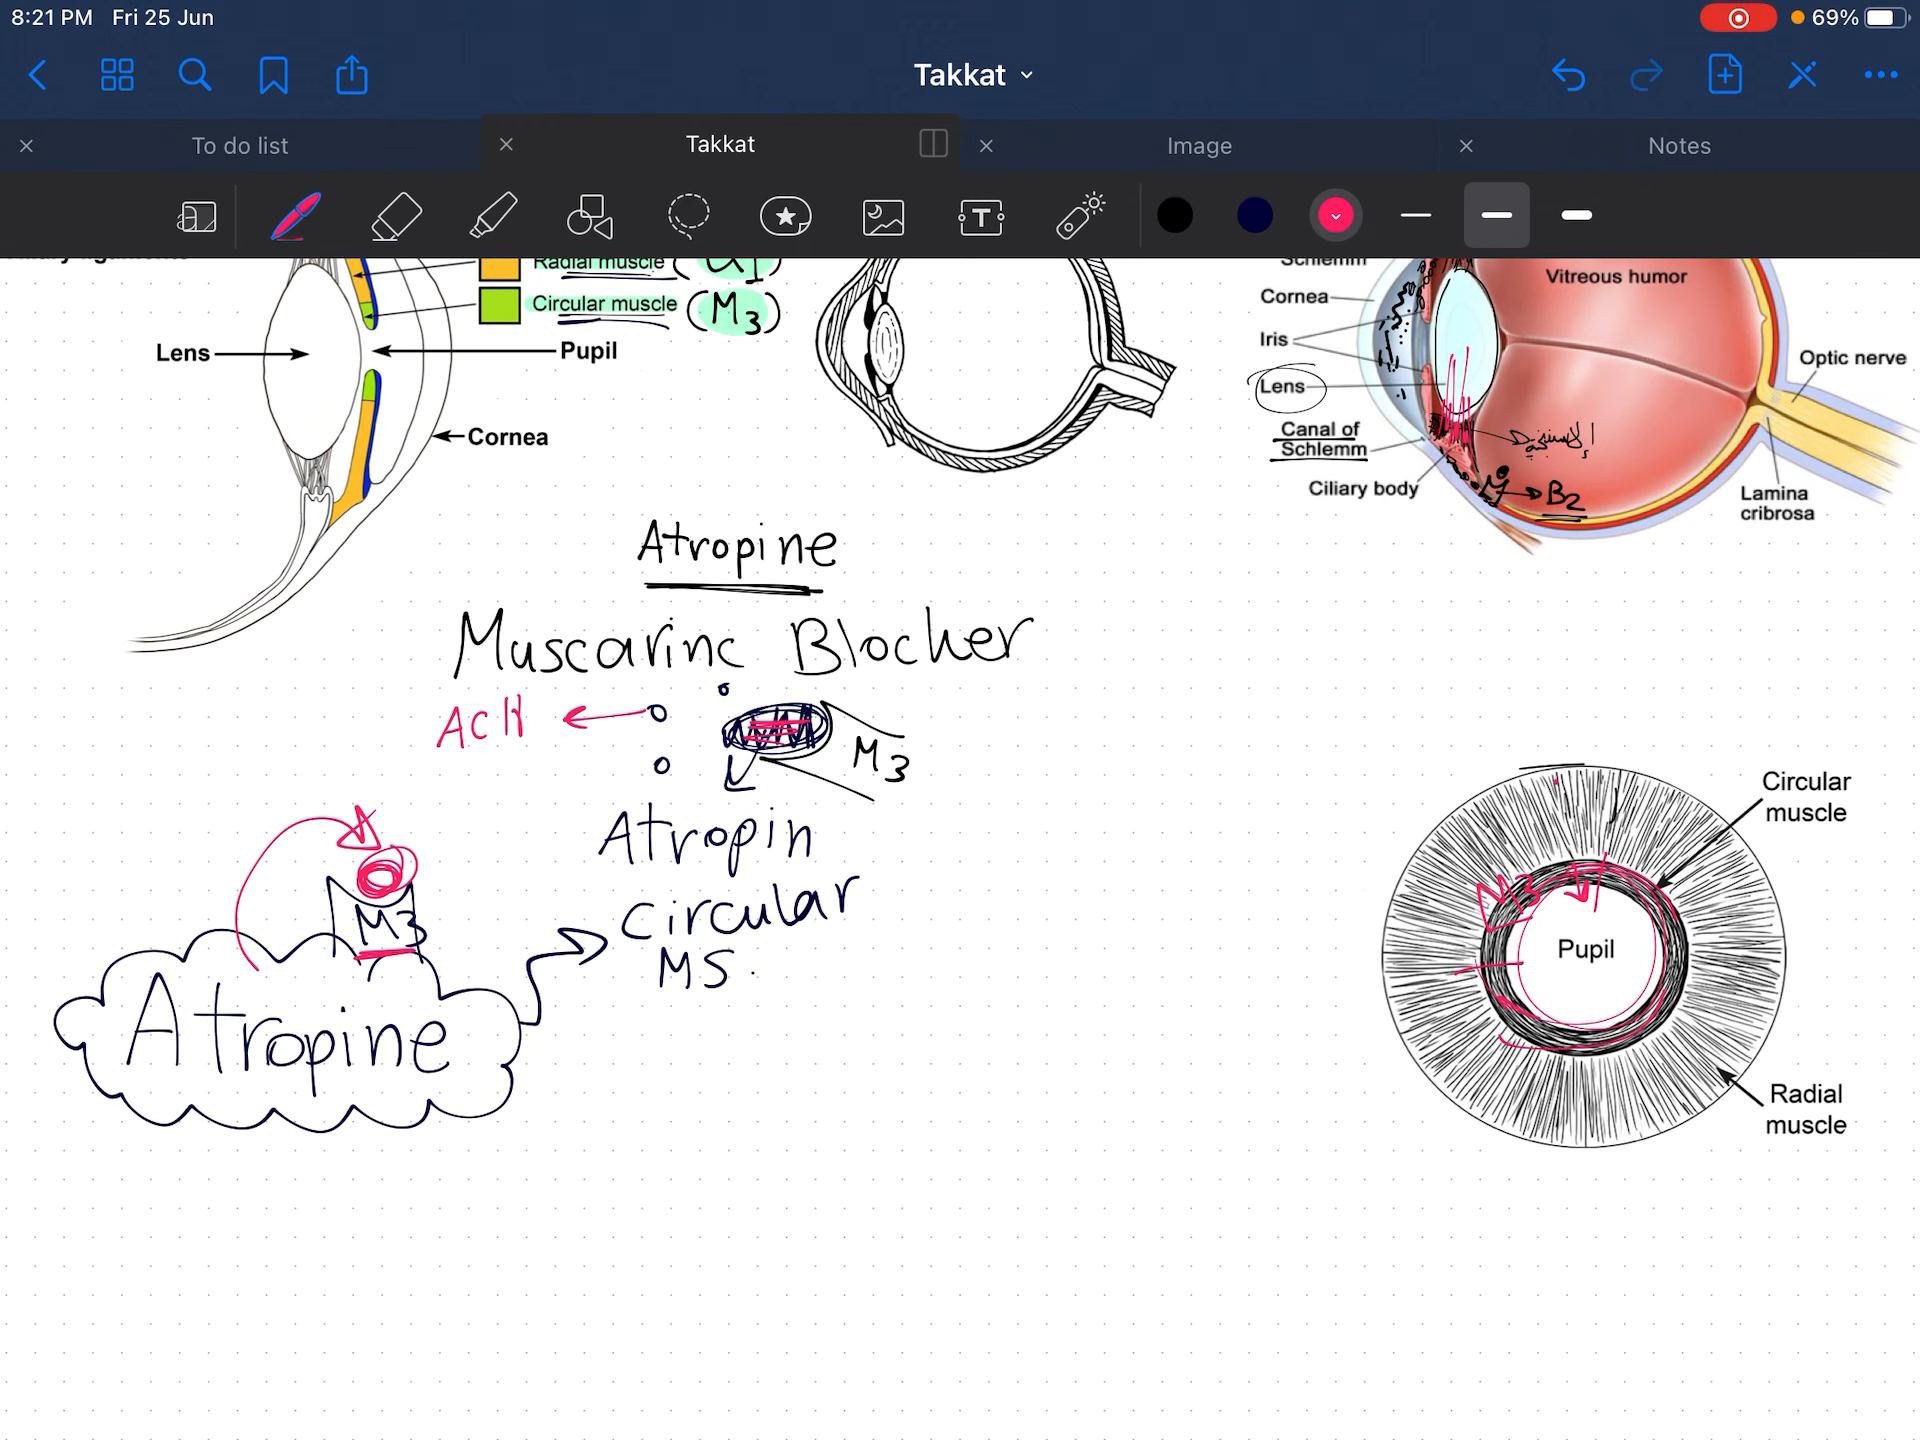 8:21 PM Fri 25 Jun
69%
Takkat
To do list
Takkat
Image
Notes
Radial muscle
Circular muscle (M3)
Lens
Pupil
Cornea
Schlemm
Cornea
Iris
Lens
Canal of
Schlemm
Ciliary body
B2
Vitreous humor
Optic nerve
Lamina
cribrosa
Atropine
Muscarinc Blocker
ACH
M3
Atropin
Circular
MS.
M3
Atropine
Circular
muscle
M3
Pupil
Radial
muscle